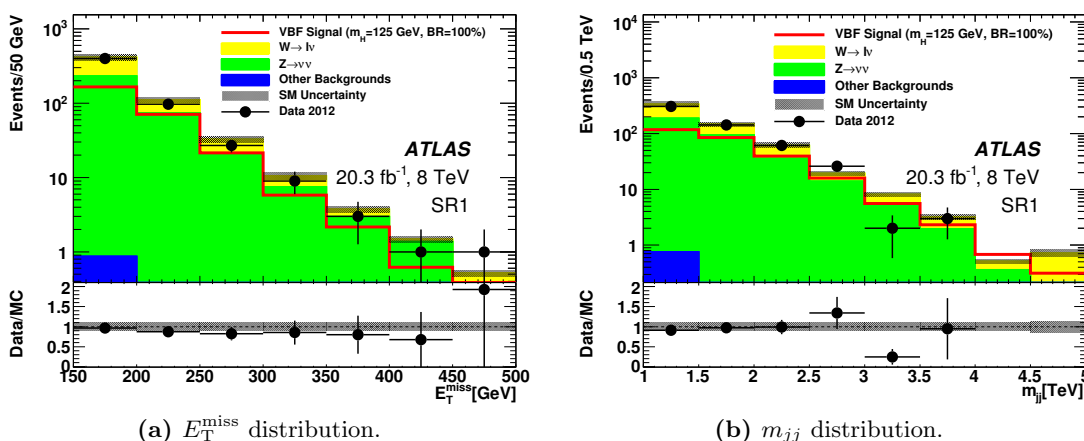 Events/50 GeV
10³
10²
10
1
VBF Signal (m_H=125 GeV, BR=100%)
W→ lν
Z→νν
Other Backgrounds
SM Uncertainty
Data 2012
ATLAS
20.3 fb⁻¹, 8 TeV
SR1
Data/MC
2
1.5
1
0.5
0
150 200 250 300 350 400 450 500
E_T^miss[GeV]
(a) E_T^miss distribution.
Events/0.5 TeV
10⁴
10³
10²
10
1
VBF Signal (m_H=125 GeV, BR=100%)
W→ lν
Z→νν
Other Backgrounds
SM Uncertainty
Data 2012
ATLAS
20.3 fb⁻¹, 8 TeV
SR1
Data/MC
2
1.5
1
0.5
0
1 1.5 2 2.5 3 3.5 4 4.5 5
m_jj[TeV]
(b) m_jj distribution.